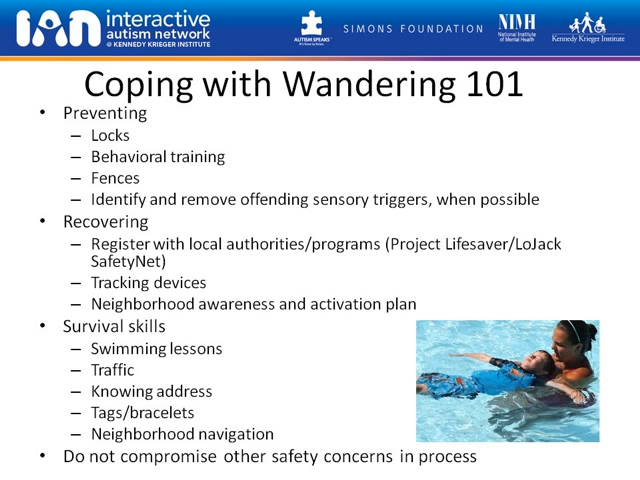 IAN interactive
autism network
@ KENNEDY KRIEGER INSTITUTE
AUTISM SPEAKS
SIMONS FOUNDATION
NIMH
National Institute
of Mental Health
Kennedy Krieger Institute
Coping with Wandering 101
• Preventing
– Locks
– Behavioral training
– Fences
– Identify and remove offending sensory triggers, when possible
• Recovering
– Register with local authorities/programs (Project Lifesaver/LoJack
SafetyNet)
– Tracking devices
– Neighborhood awareness and activation plan
• Survival skills
– Swimming lessons
– Traffic
– Knowing address
– Tags/bracelets
– Neighborhood navigation
• Do not compromise other safety concerns in process